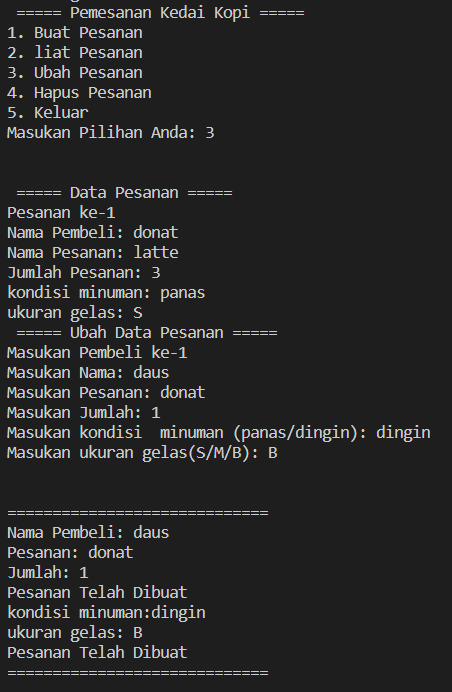 ===== Pemesanan Kedai Kopi =====
1. Buat Pesanan
2. liat Pesanan
3. Ubah Pesanan
4. Hapus Pesanan
5. Keluar
Masukan Pilihan Anda: 3
===== Data Pesanan =====
Pesanan ke-1
Nama Pembeli: donat
Nama Pesanan: latte
Jumlah Pesanan: 3
kondisi minuman: panas
ukuran gelas: S
===== Ubah Data Pesanan =====
Masukan Pembeli ke-1
Masukan Nama: daus
Masukan Pesanan: donat
Masukan Jumlah: 1
Masukan kondisi  minuman (panas/dingin): dingin
Masukan ukuran gelas(S/M/B): B
=============================
Nama Pembeli: daus
Pesanan: donat
Jumlah: 1
Pesanan Telah Dibuat
kondisi minuman:dingin
ukuran gelas: B
Pesanan Telah Dibuat
=============================